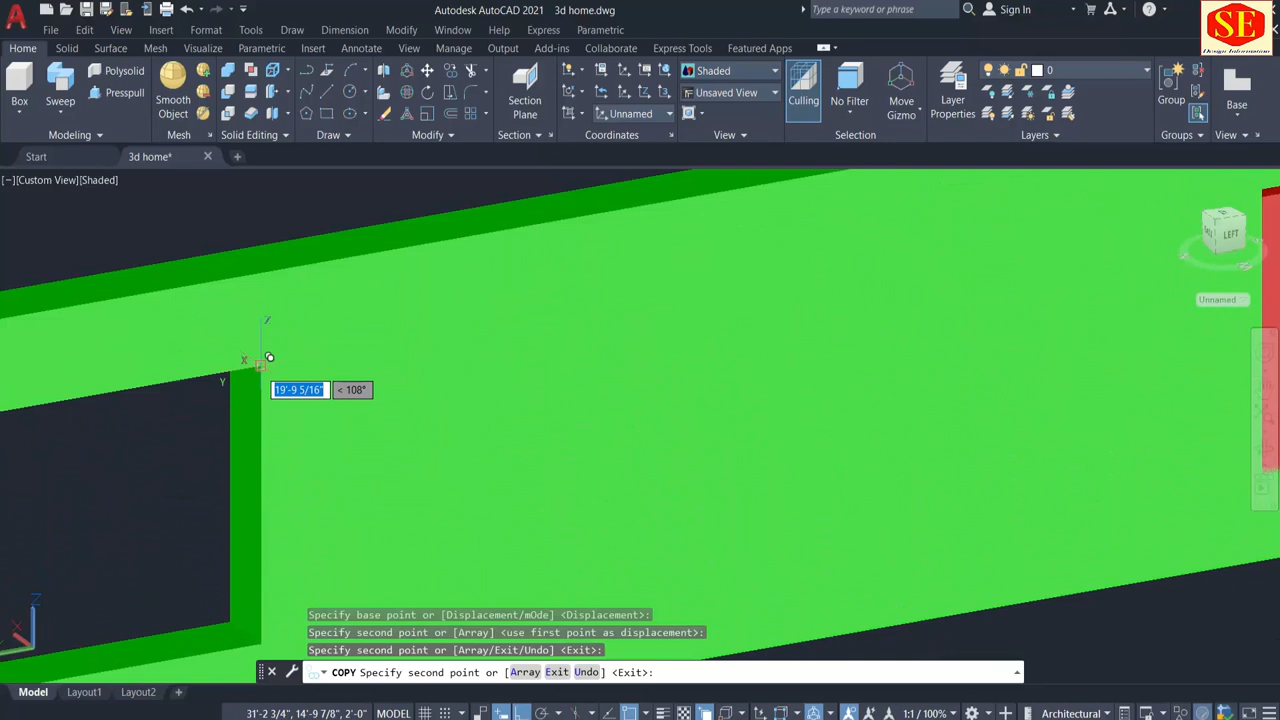 Autodesk AutoCAD 2021 3d home.dwg
Type a keyword or phrase
Sign In
SE
Design Information
File Edit View Insert Format Tools Draw Dimension Modify Window Help Express Parametric
Home Solid Surface Mesh Visualize Parametric Insert Annotate View Manage Output Add-ins Collaborate Express Tools Featured Apps
Box
Sweep
Polysolid
Presspull
Smooth
Object
Section
Plane
Unnamed
Shaded
Unsaved View
Culling
No Filter
Move
Gizmo
Layer
Properties
0
Group
Base
Modeling
Mesh
Solid Editing
Draw
Modify
Section
Coordinates
View
Selection
Layers
Groups
View
Start
3d home*
[−][Custom View][Shaded]
LEFT
Unnamed
Z
X
Y
19'-9 5/16"
< 108°
Z
X
Specify base point or [Displacement/mOde] <Displacement>:
Specify second point or [Array] <use first point as displacement>:
Specify second point or [Array/Exit/Undo] <Exit>:
COPY Specify second point or [Array Exit Undo] <Exit>:
Model Layout1 Layout2
31'-2 3/4", 14'-9 7/8", 2'-0" MODEL
1:1 / 100%
Architectural